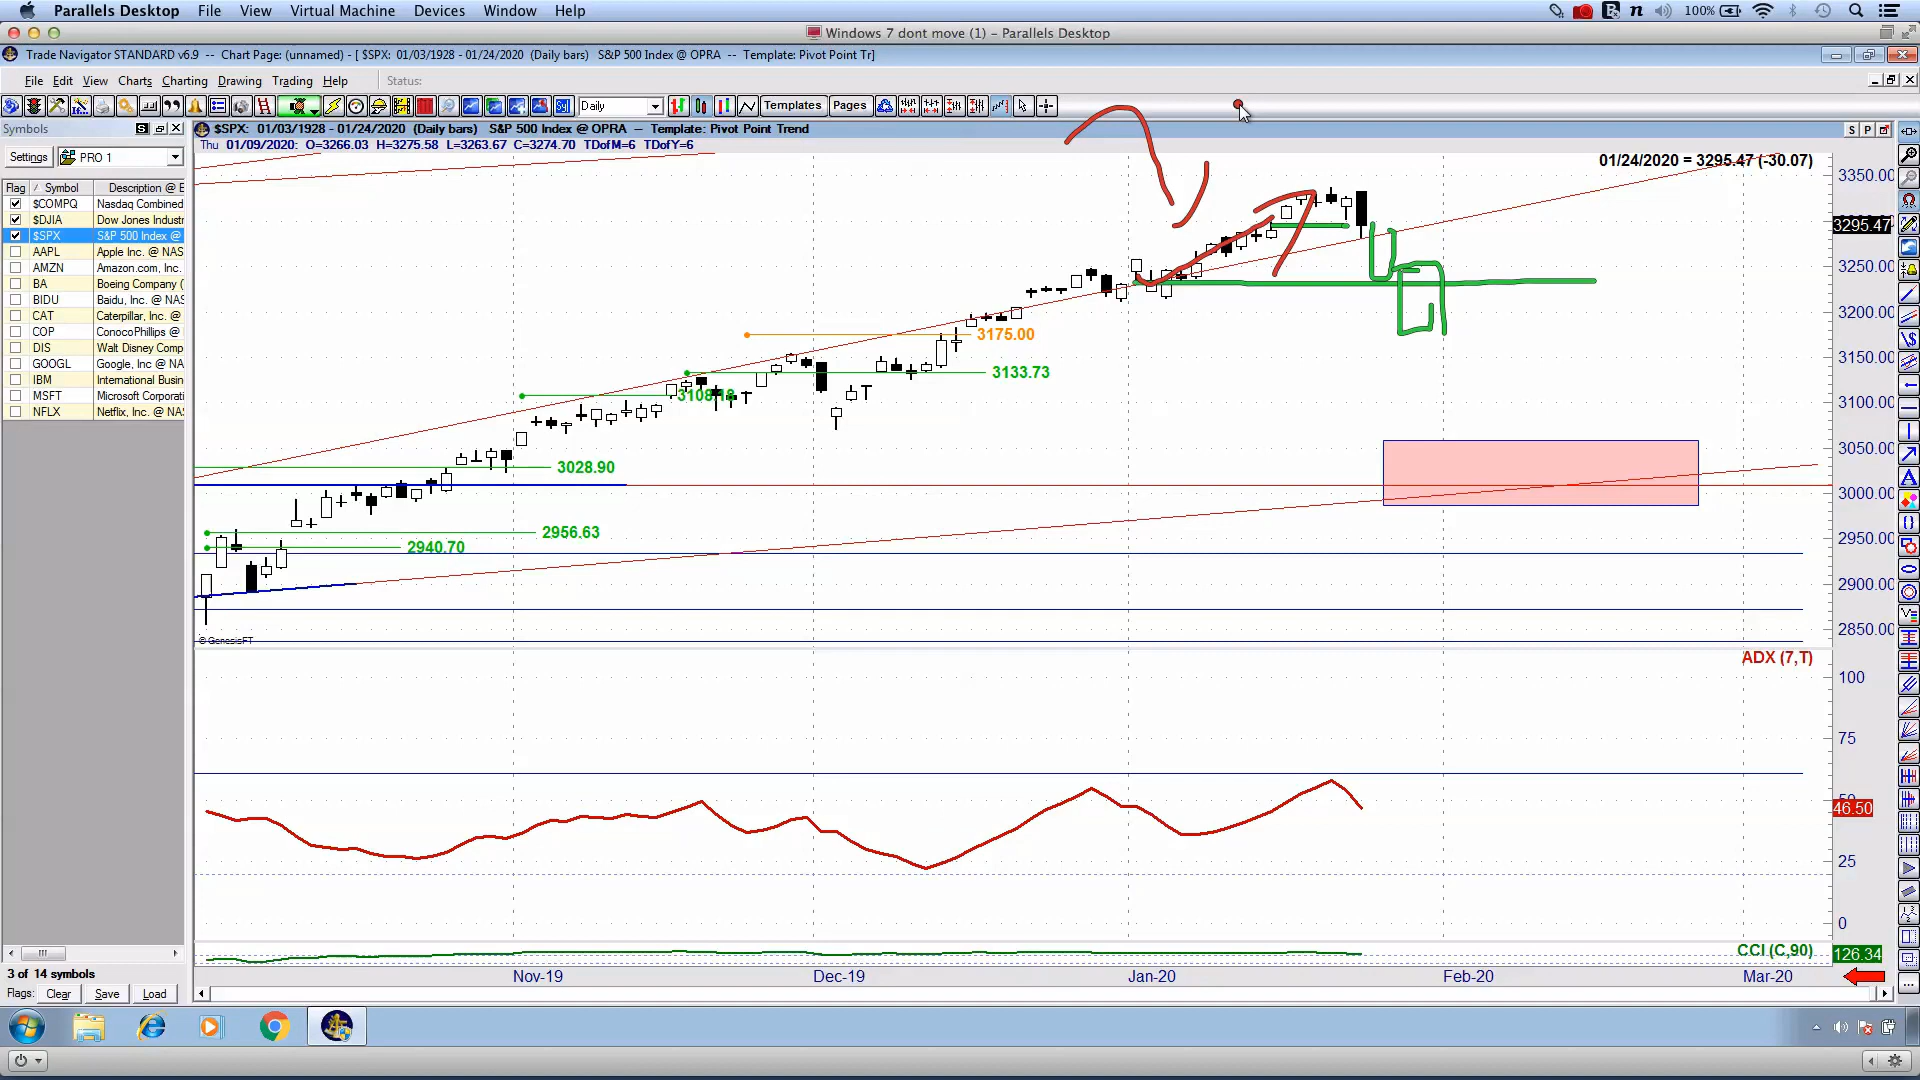 Parallels Desktop File View Virtual Machine Devices Window Help 100%
Windows 7 dont move (1) - Parallels Desktop
Trade Navigator STANDARD v6.9 -- Chart Page: (unnamed) - [ $SPX: 01/03/1928 - 01/24/2020 (Daily bars) S&P 500 Index @ OPRA -- Template: Pivot Point Tr]
File Edit View Charts Charting Drawing Trading Help Status:
Daily Templates Pages
Symbols
$SPX: 01/03/1928 - 01/24/2020 (Daily bars) S&P 500 Index @ OPRA -- Template: Pivot Point Trend
S P
Thu 01/09/2020: O=3266.03 H=3275.58 L=3263.67 C=3274.70 TDofM=6 TDofY=6
Settings PRO 1
01/24/2020 = 3295.47 (-30.07)
Flag Symbol Description @ E
$COMPQ Nasdaq Combined
$DJIA Dow Jones Industr
$SPX S&P 500 Index @
AAPL Apple Inc. @ NAS
AMZN Amazon.com, Inc.
BA Boeing Company (
BIDU Baidu, Inc. @ NAS
CAT Caterpillar, Inc. @
COP ConocoPhillips @
DIS Walt Disney Comp
GOOGL Google, Inc @ NA
IBM International Busin
MSFT Microsoft Corporati
NFLX Netflix, Inc. @ NAS
3350.00
3295.47
3250.00
3200.00
3150.00
3100.00
3050.00
3000.00
2950.00
2900.00
2850.00
3175.00
3133.73
3108.18
3028.90
2956.63
2940.70
© GenesisFT
ADX (7,T)
100
75
50
46.50
25
0
CCI (C,90)
126.34
Nov-19 Dec-19 Jan-20 Feb-20 Mar-20
3 of 14 symbols
Flags: Clear Save Load